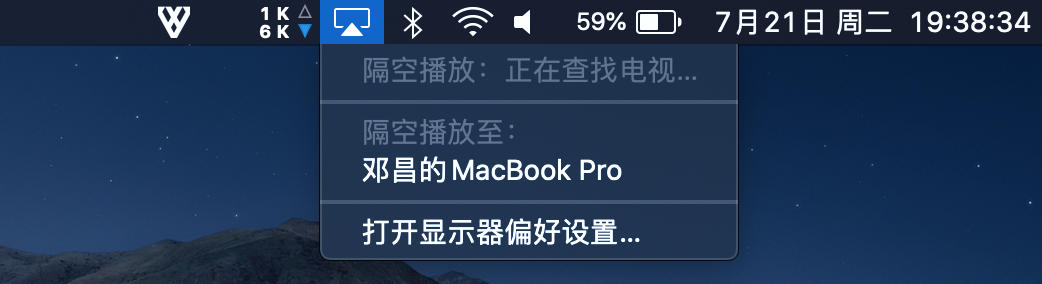 1 K
6 K
59%
7月21日 周二 19:38:34
隔空播放：正在查找电视...
隔空播放至：
邓昌的MacBook Pro
打开显示器偏好设置...